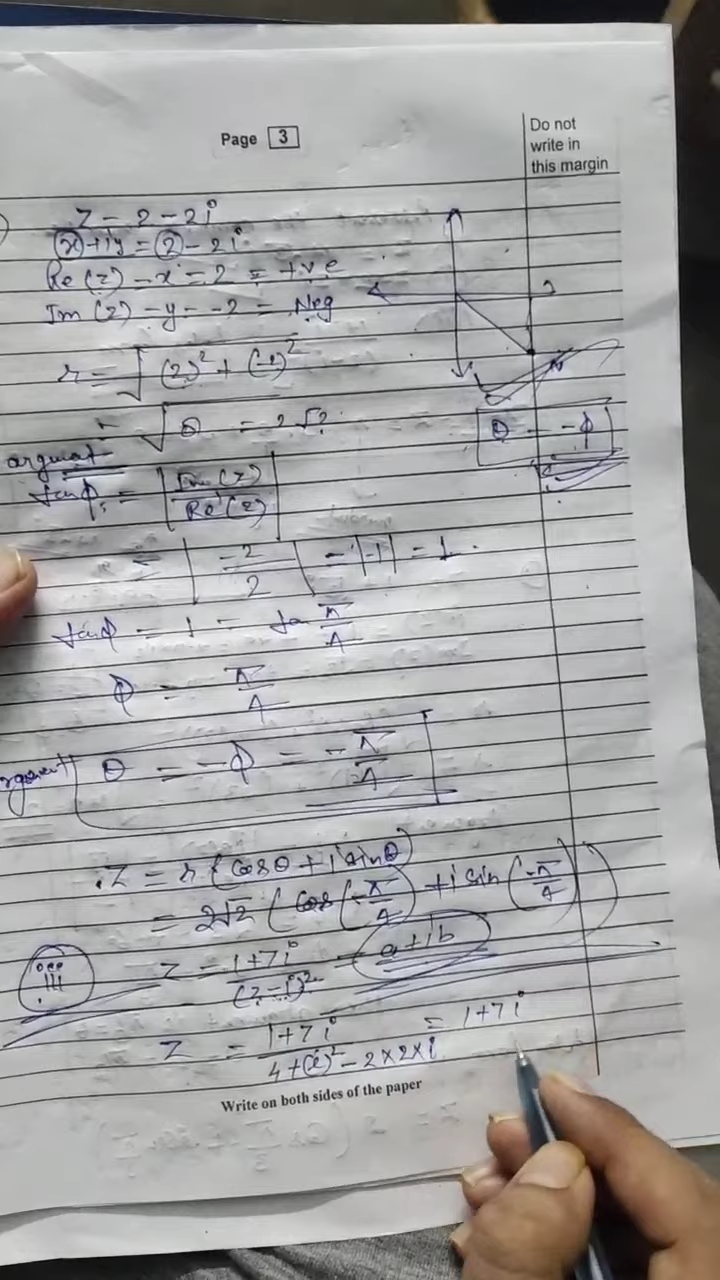 Page 3
Do not
write in
this margin
Z = 2 - 2i
x + iy = 2 - 2i
Re(z) = x = 2 = +ve
Im(z) = y = -2 = Neg
r = √(2)² + (-2)²
= √8 = 2√2
θ = -ϕ
argument
tanϕ = |Im(z)/Re(z)|
= |-2/2| = |-1| = 1.
tanϕ = 1 = tan π/4
ϕ = π/4
θ = -ϕ = -π/4
Z = r(cosθ + i sinθ)
= 2√2 (cos(-π/4) + i sin(-π/4))
iii Z = 1+7i/(2-i)² = a+ib
Z = 1+7i/4+(i)²-2×2×i = 1+7i
Write on both sides of the paper